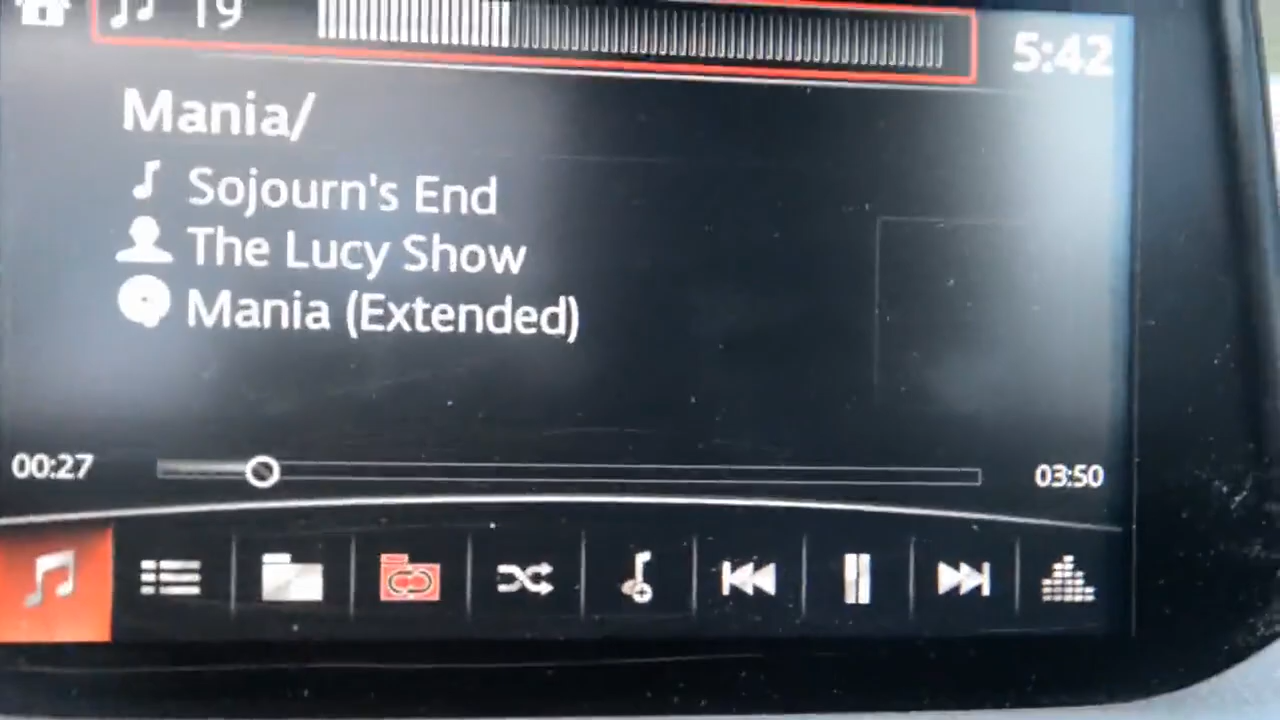 19
5:42
Mania/
Sojourn's End
The Lucy Show
Mania (Extended)
00:27
03:50